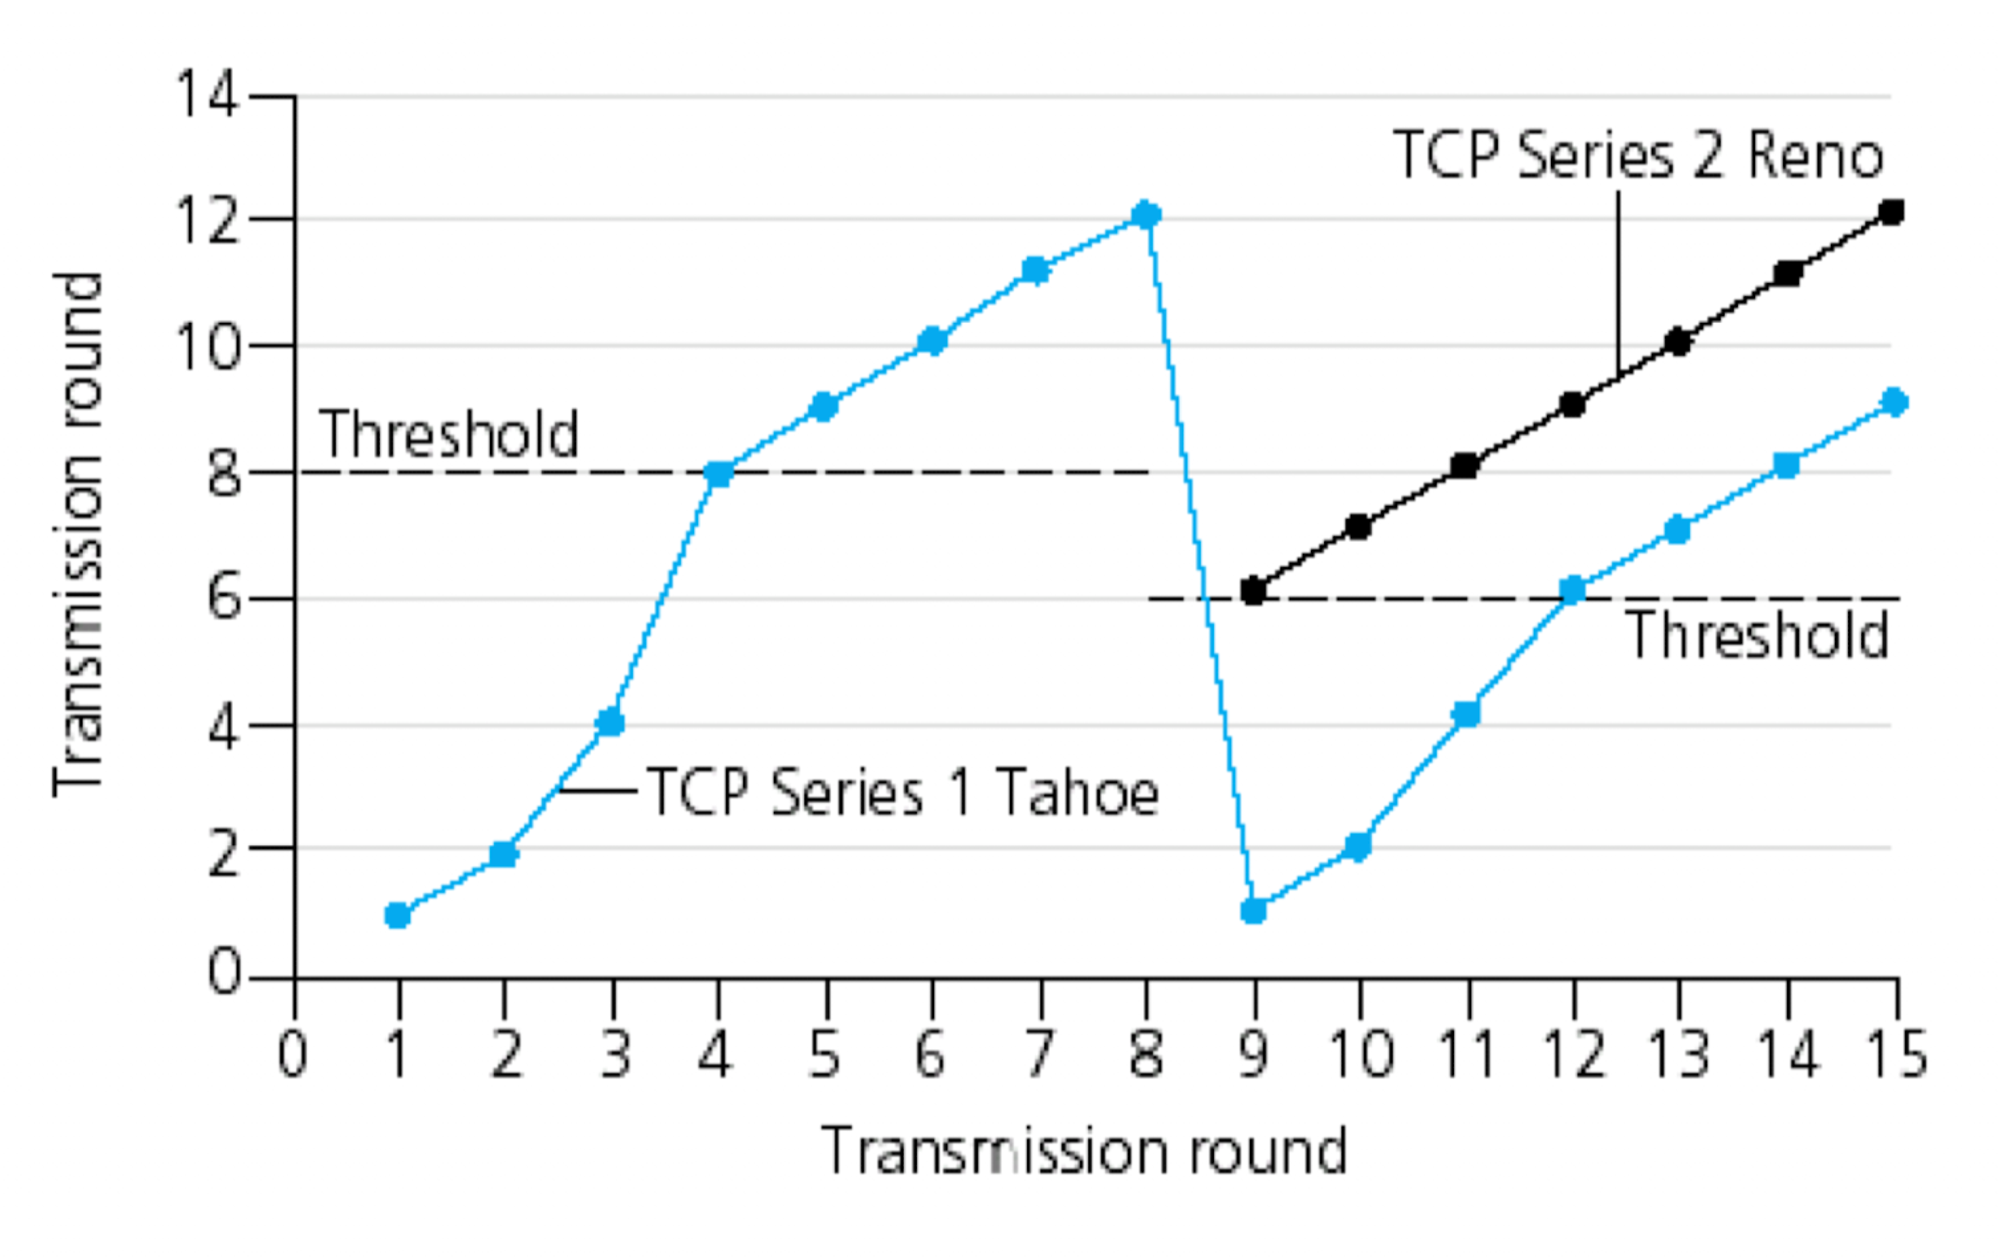 14
TCP Series 2 Reno
12
10
Threshold
8
6
Threshold
4
TCP Series 1 Tahoe
2
0
Transmission round
0 1 2 3 4 5 6 7 8 9 10 11 12 13 14 15
Transmission round